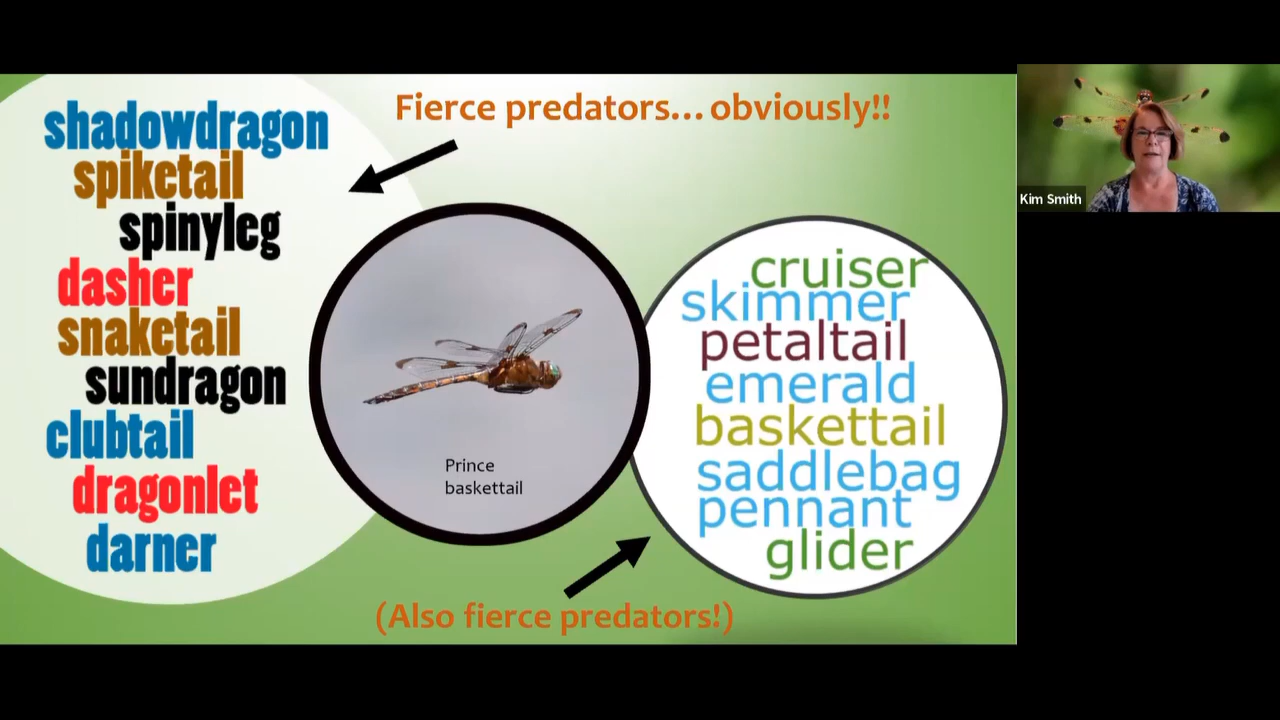 Fierce predators... obviously!!
shadowdragon
spiketail
spinyleg
dasher
snaketail
sundragon
clubtail
dragonlet
darner
Prince
baskettail
cruiser
skimmer
petaltail
emerald
baskettail
saddlebag
pennant
glider
(Also fierce predators!)
Kim Smith